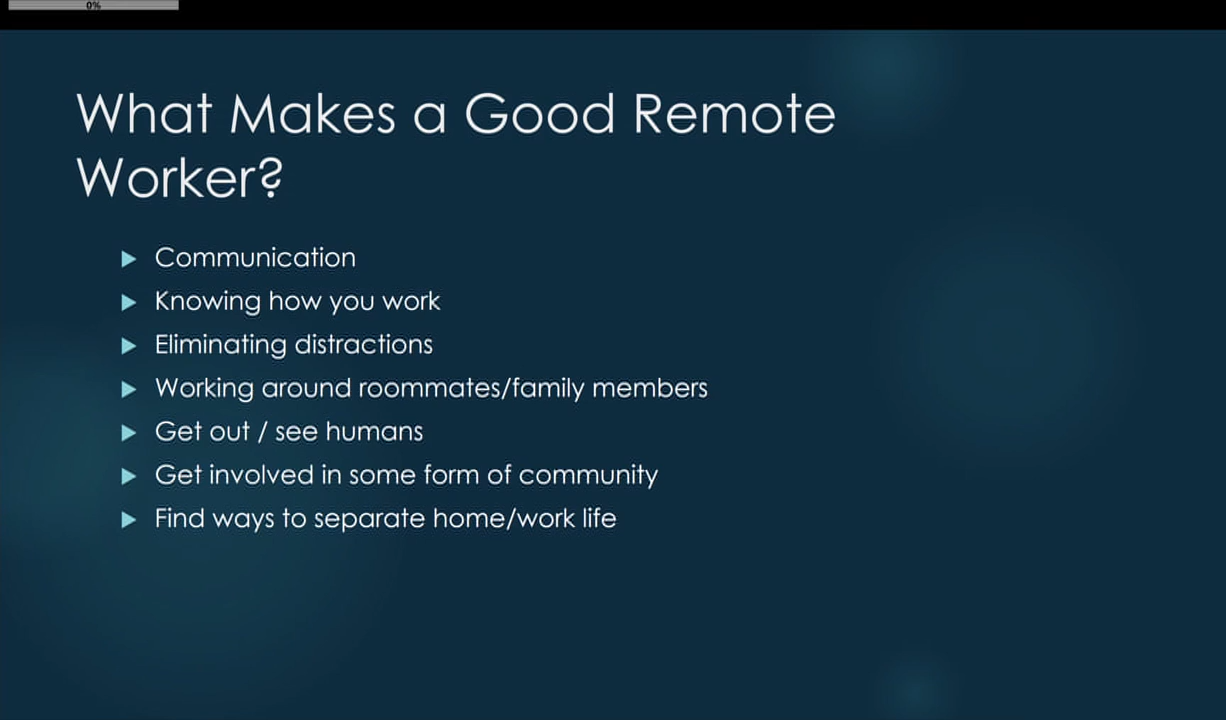 0%
What Makes a Good Remote
Worker?
Communication
Knowing how you work
Eliminating distractions
Working around roommates/family members
Get out / see humans
Get involved in some form of community
Find ways to separate home/work life